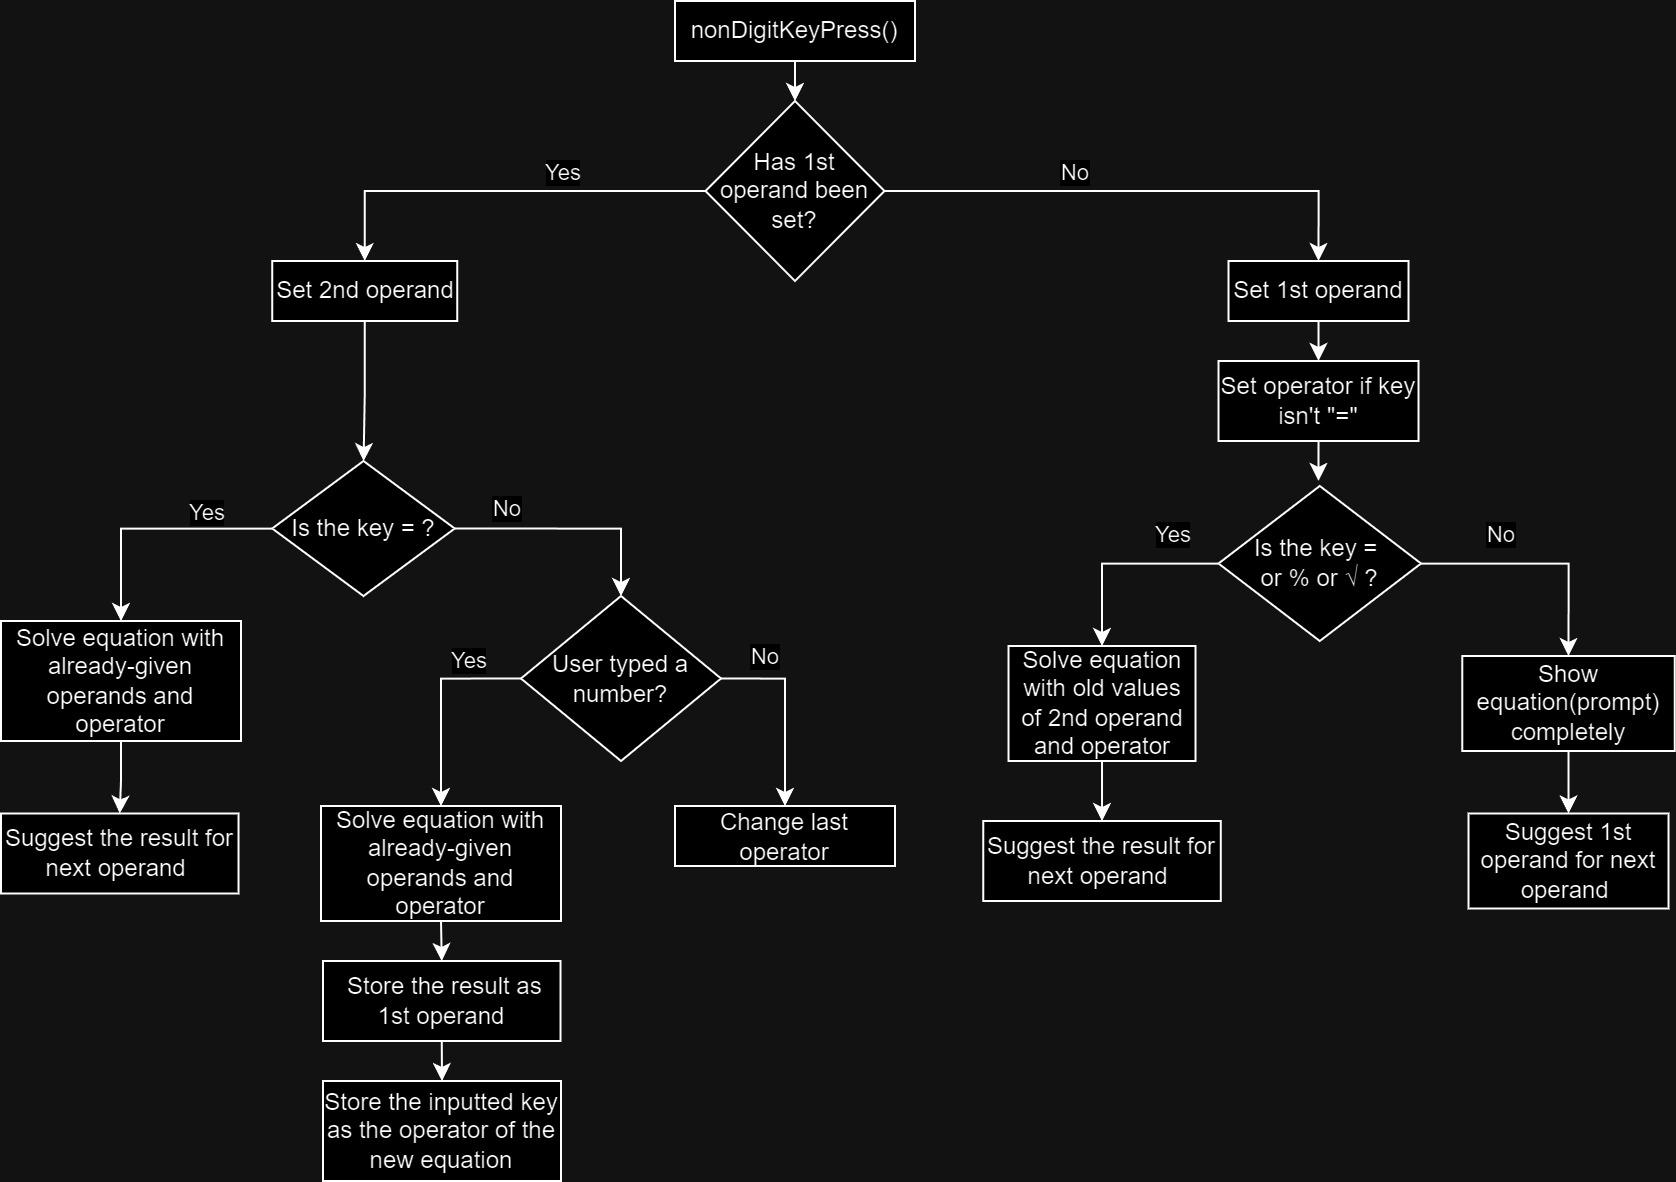 nonDigitKeyPress()
Has 1st
operand been
set?
Yes
No
Set 2nd operand
Set 1st operand
Set operator if key
isn't "="
Is the key = ?
Yes
No
Is the key =
or % or √ ?
Yes
No
Solve equation with
already-given
operands and
operator
User typed a
number?
Yes
No
Solve equation
with old values
of 2nd operand
and operator
Show
equation(prompt)
completely
Suggest the result for
next operand
Solve equation with
already-given
operands and
operator
Change last
operator
Suggest the result for
next operand
Suggest 1st
operand for next
operand
Store the result as
1st operand
Store the inputted key
as the operator of the
new equation